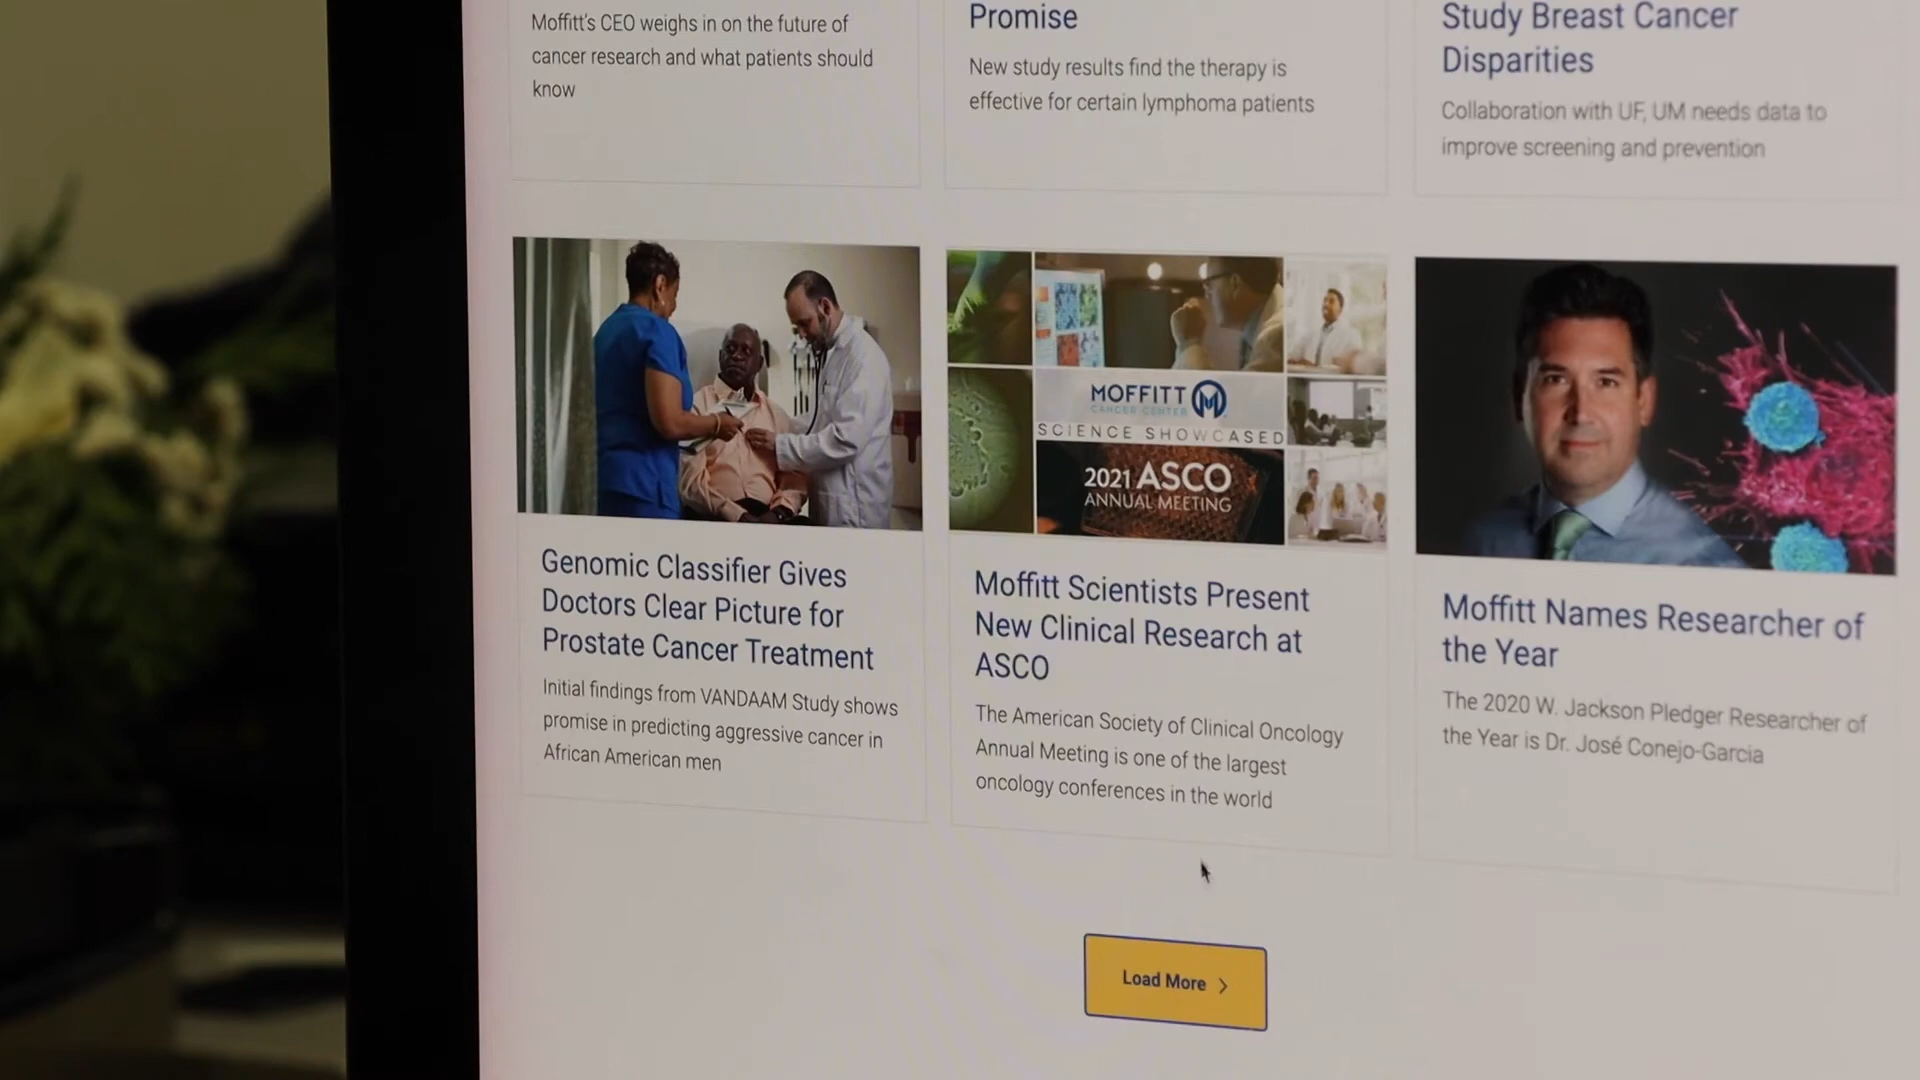 Moffitt's CEO weighs in on the future of
cancer research and what patients should
know
Promise
New study results find the therapy is
effective for certain lymphoma patients
Study Breast Cancer
Disparities
Collaboration with UF, UM needs data to
improve screening and prevention
MOFFITT
CANCER CENTER
SCIENCE SHOWCASED
2021 ASCO
ANNUAL MEETING
Genomic Classifier Gives
Doctors Clear Picture for
Prostate Cancer Treatment
Initial findings from VANDAAM Study shows
promise in predicting aggressive cancer in
African American men
Moffitt Scientists Present
New Clinical Research at
ASCO
The American Society of Clinical Oncology
Annual Meeting is one of the largest
oncology conferences in the world
Moffitt Names Researcher of
the Year
The 2020 W. Jackson Pledger Researcher of
the Year is Dr. José Conejo-Garcia
Load More >